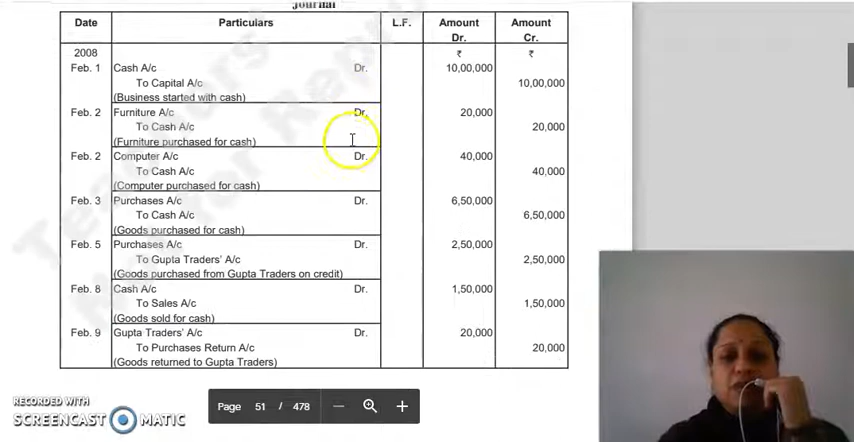 Journal
Date Particulars L.F. Amount Dr. Amount Cr.
2008 ₹ ₹
Feb. 1 Cash A/c Dr. 10,00,000
To Capital A/c 10,00,000
(Business started with cash)
Feb. 2 Furniture A/c Dr. 20,000
To Cash A/c 20,000
(Furniture purchased for cash)
Feb. 2 Computer A/c Dr. 40,000
To Cash A/c 40,000
(Computer purchased for cash)
Feb. 3 Purchases A/c Dr. 6,50,000
To Cash A/c 6,50,000
(Goods purchased for cash)
Feb. 5 Purchases A/c Dr. 2,50,000
To Gupta Traders' A/c 2,50,000
(Goods purchased from Gupta Traders on credit)
Feb. 8 Cash A/c Dr. 1,50,000
To Sales A/c 1,50,000
(Goods sold for cash)
Feb. 9 Gupta Traders' A/c Dr. 20,000
To Purchases Return A/c 20,000
(Goods returned to Gupta Traders)
Page 51 / 478
RECORDED WITH
SCREENCAST MATIC